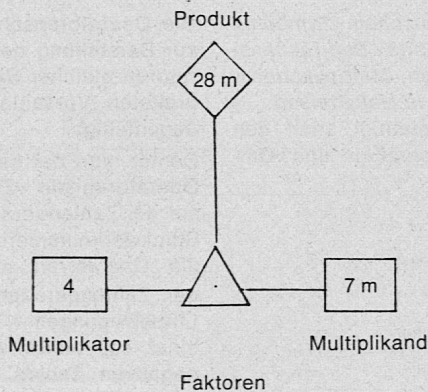 Produkt
28 m
4
·
7 m
Multiplikator
Multiplikand
Faktoren